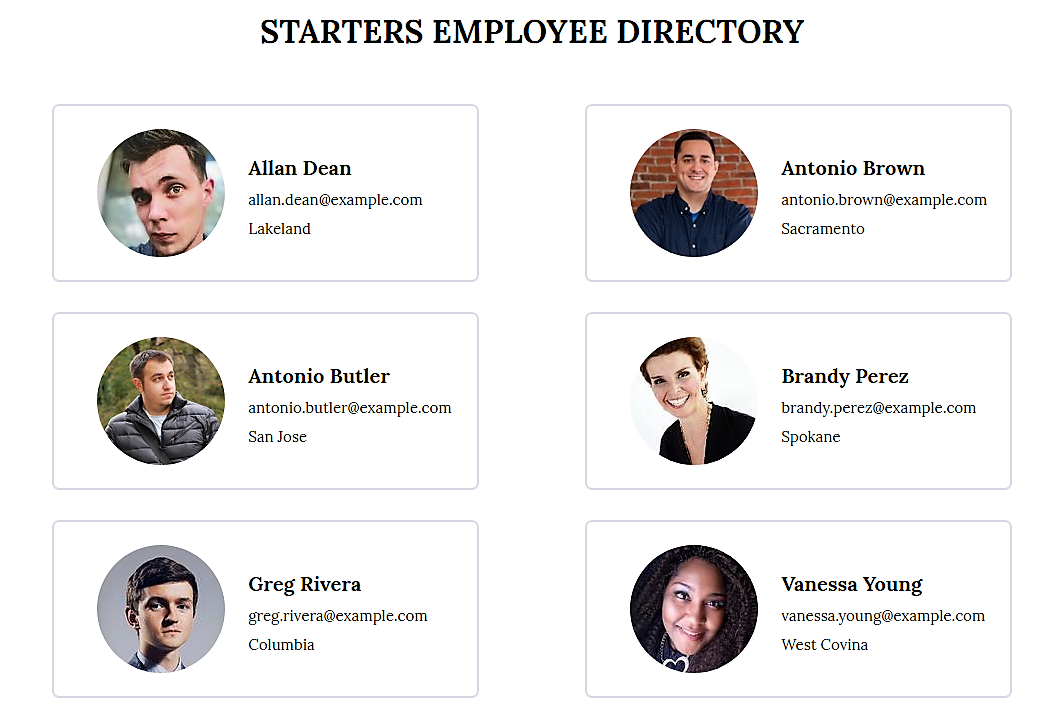 STARTERS EMPLOYEE DIRECTORY
Allan Dean
allan.dean@example.com
Lakeland
Antonio Brown
antonio.brown@example.com
Sacramento
Antonio Butler
antonio.butler@example.com
San Jose
Brandy Perez
brandy.perez@example.com
Spokane
Greg Rivera
greg.rivera@example.com
Columbia
Vanessa Young
vanessa.young@example.com
West Covina